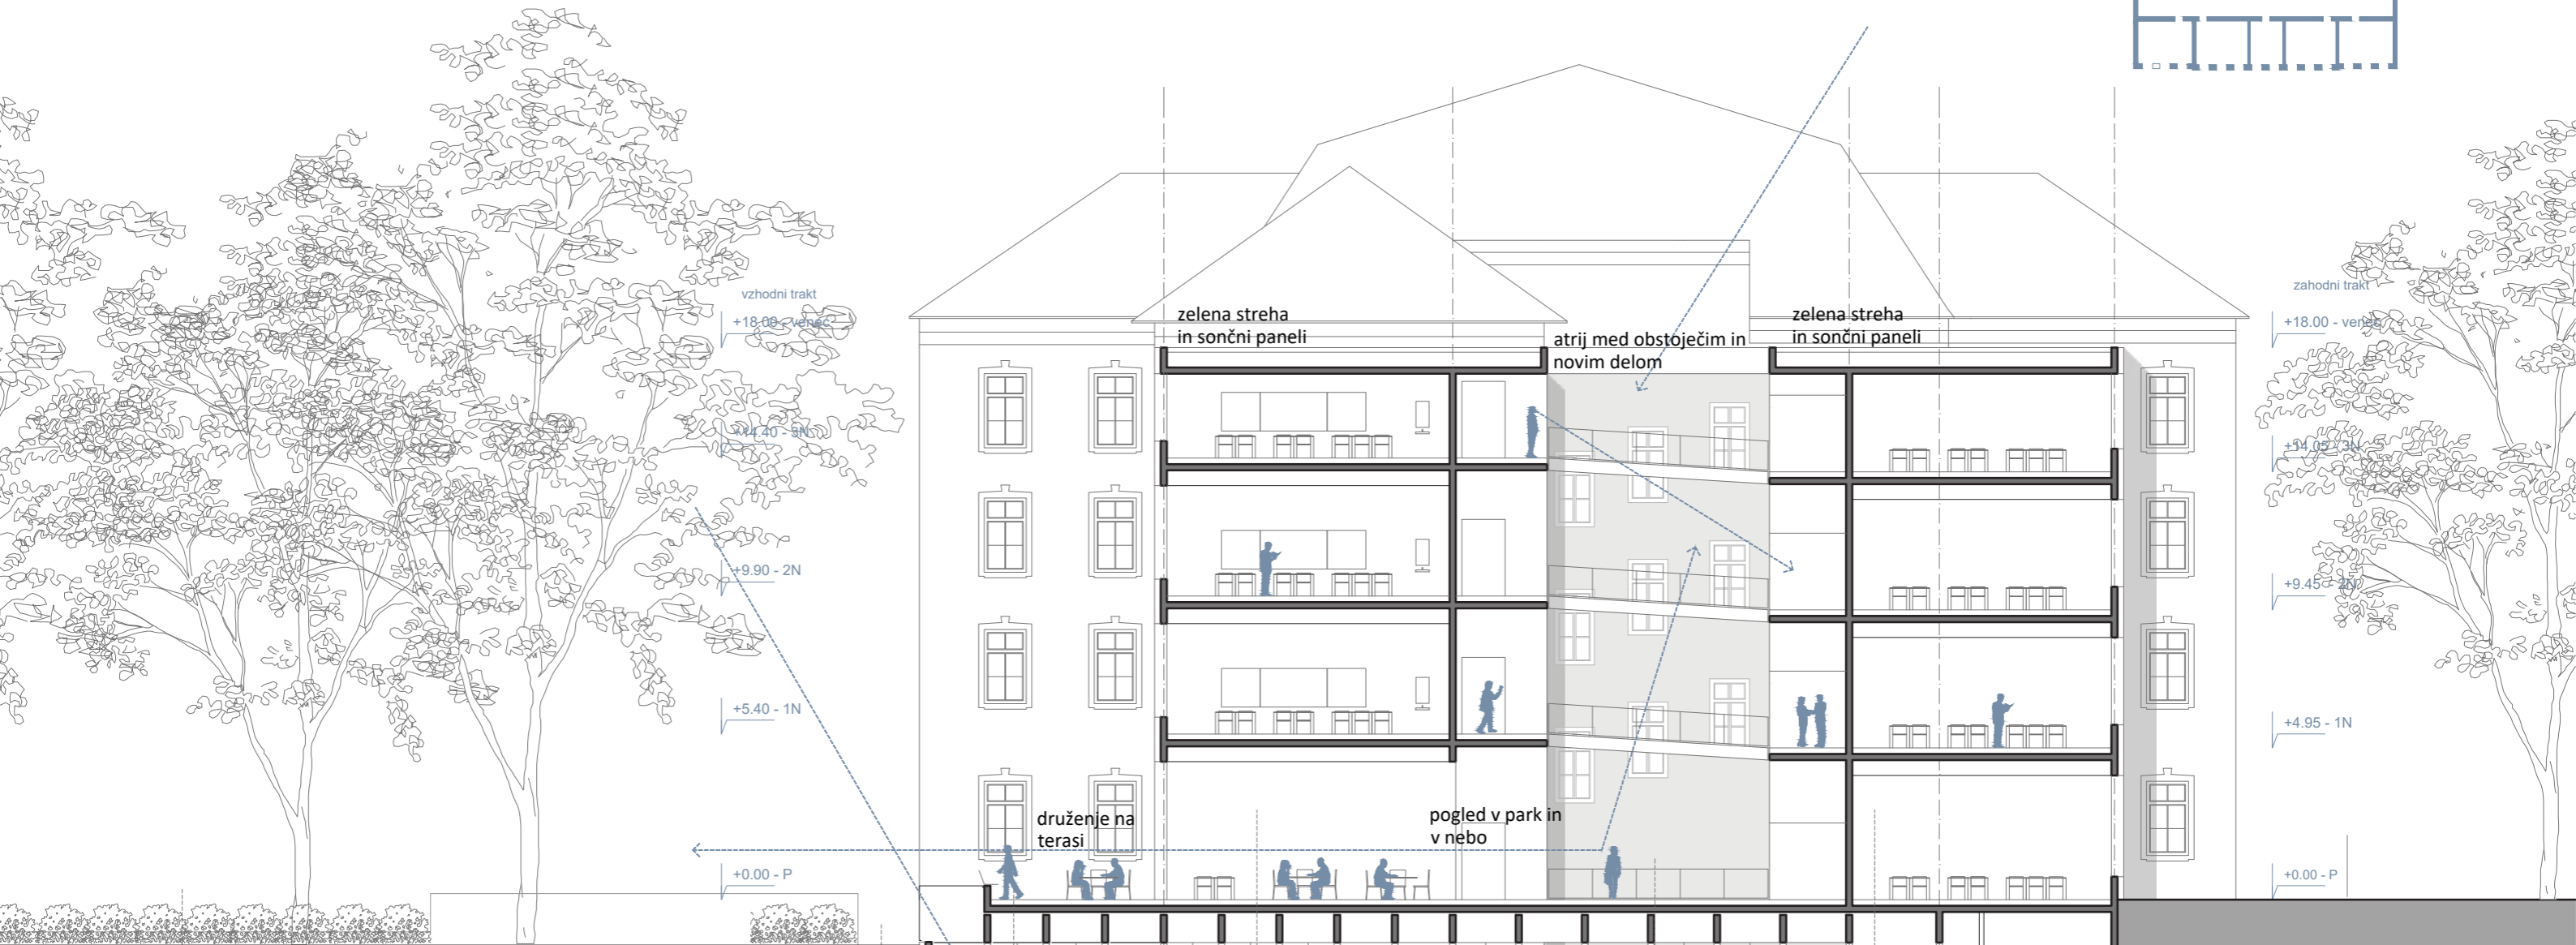 vzhodni trakt
+18.00 - venec
+14.40 - 3N
+9.90 - 2N
+5.40 - 1N
+0.00 - P
zelena streha
in sončni paneli
atrij med obstoječim in
novim delom
zelena streha
in sončni paneli
druženje na
terasi
pogled v park in
v nebo
zahodni trakt
+18.00 - venec
+14.05 - 3N
+9.45 - 2N
+4.95 - 1N
+0.00 - P